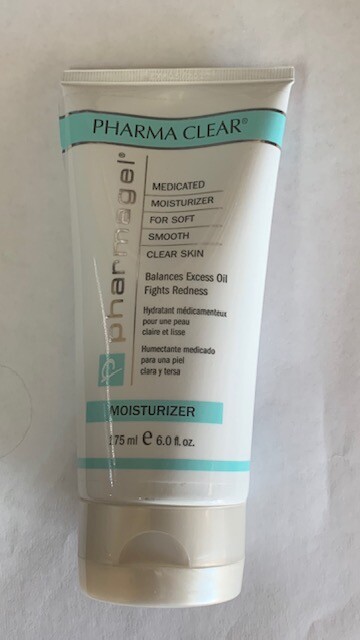 PHARMA CLEAR®
pharmagel®
MEDICATED
MOISTURIZER
FOR SOFT
SMOOTH
CLEAR SKIN
Balances Excess Oil
Fights Redness
Hydratant médicamenteux
pour une peau
claire et lisse
Humectante medicado
para una piel
clara y tersa
MOISTURIZER
175 ml e 6.0 fl. oz.